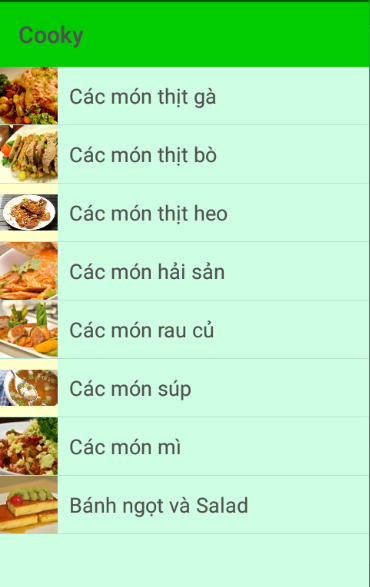 Cooky
Các món thịt gà
Các món thịt bò
Các món thịt heo
Các món hải sản
Các món rau củ
Các món súp
Các món mì
Bánh ngọt và Salad